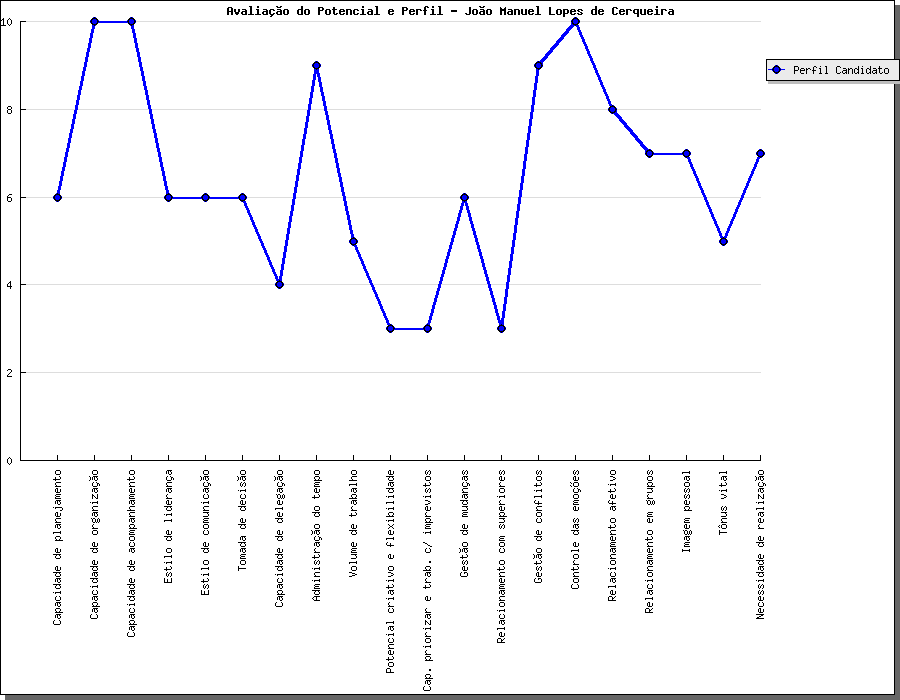 Avaliação do Potencial e Perfil - João Manuel Lopes de Cerqueira
Perfil Candidato
10
8
6
4
2
0
Capacidade de planejamento
Capacidade de organização
Capacidade de acompanhamento
Estilo de liderança
Estilo de comunicação
Tomada de decisão
Capacidade de delegação
Administração do tempo
Volume de trabalho
Potencial criativo e flexibilidade
Cap. priorizar e trab. c/ imprevistos
Gestão de mudanças
Relacionamento com superiores
Gestão de conflitos
Controle das emoções
Relacionamento afetivo
Relacionamento em grupos
Imagem pessoal
Tônus vital
Necessidade de realização